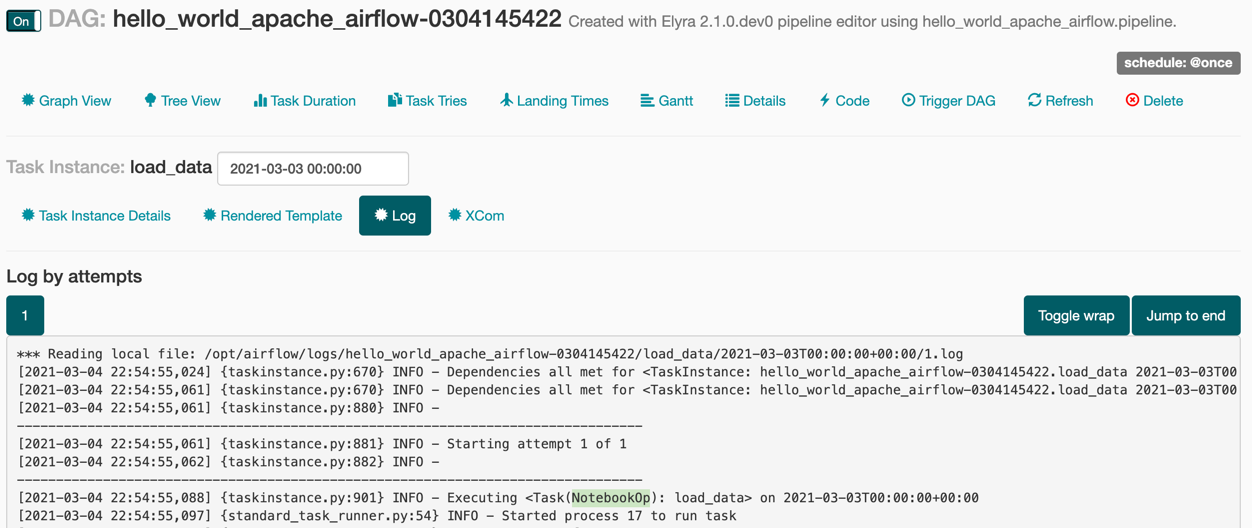 On DAG: hello_world_apache_airflow-0304145422 Created with Elyra 2.1.0.dev0 pipeline editor using hello_world_apache_airflow.pipeline.
schedule: @once
Graph View Tree View Task Duration Task Tries Landing Times Gantt Details Code Trigger DAG Refresh Delete
Task Instance: load_data 2021-03-03 00:00:00
Task Instance Details Rendered Template Log XCom
Log by attempts
1 Toggle wrap Jump to end
*** Reading local file: /opt/airflow/logs/hello_world_apache_airflow-0304145422/load_data/2021-03-03T00:00:00+00:00/1.log
[2021-03-04 22:54:55,024] {taskinstance.py:670} INFO - Dependencies all met for <TaskInstance: hello_world_apache_airflow-0304145422.load_data 2021-03-03T00
[2021-03-04 22:54:55,061] {taskinstance.py:670} INFO - Dependencies all met for <TaskInstance: hello_world_apache_airflow-0304145422.load_data 2021-03-03T00
[2021-03-04 22:54:55,061] {taskinstance.py:880} INFO -
--------------------------------------------------------------------------------
[2021-03-04 22:54:55,061] {taskinstance.py:881} INFO - Starting attempt 1 of 1
[2021-03-04 22:54:55,062] {taskinstance.py:882} INFO -
--------------------------------------------------------------------------------
[2021-03-04 22:54:55,088] {taskinstance.py:901} INFO - Executing <Task(NotebookOp): load_data> on 2021-03-03T00:00:00+00:00
[2021-03-04 22:54:55,097] {standard_task_runner.py:54} INFO - Started process 17 to run task